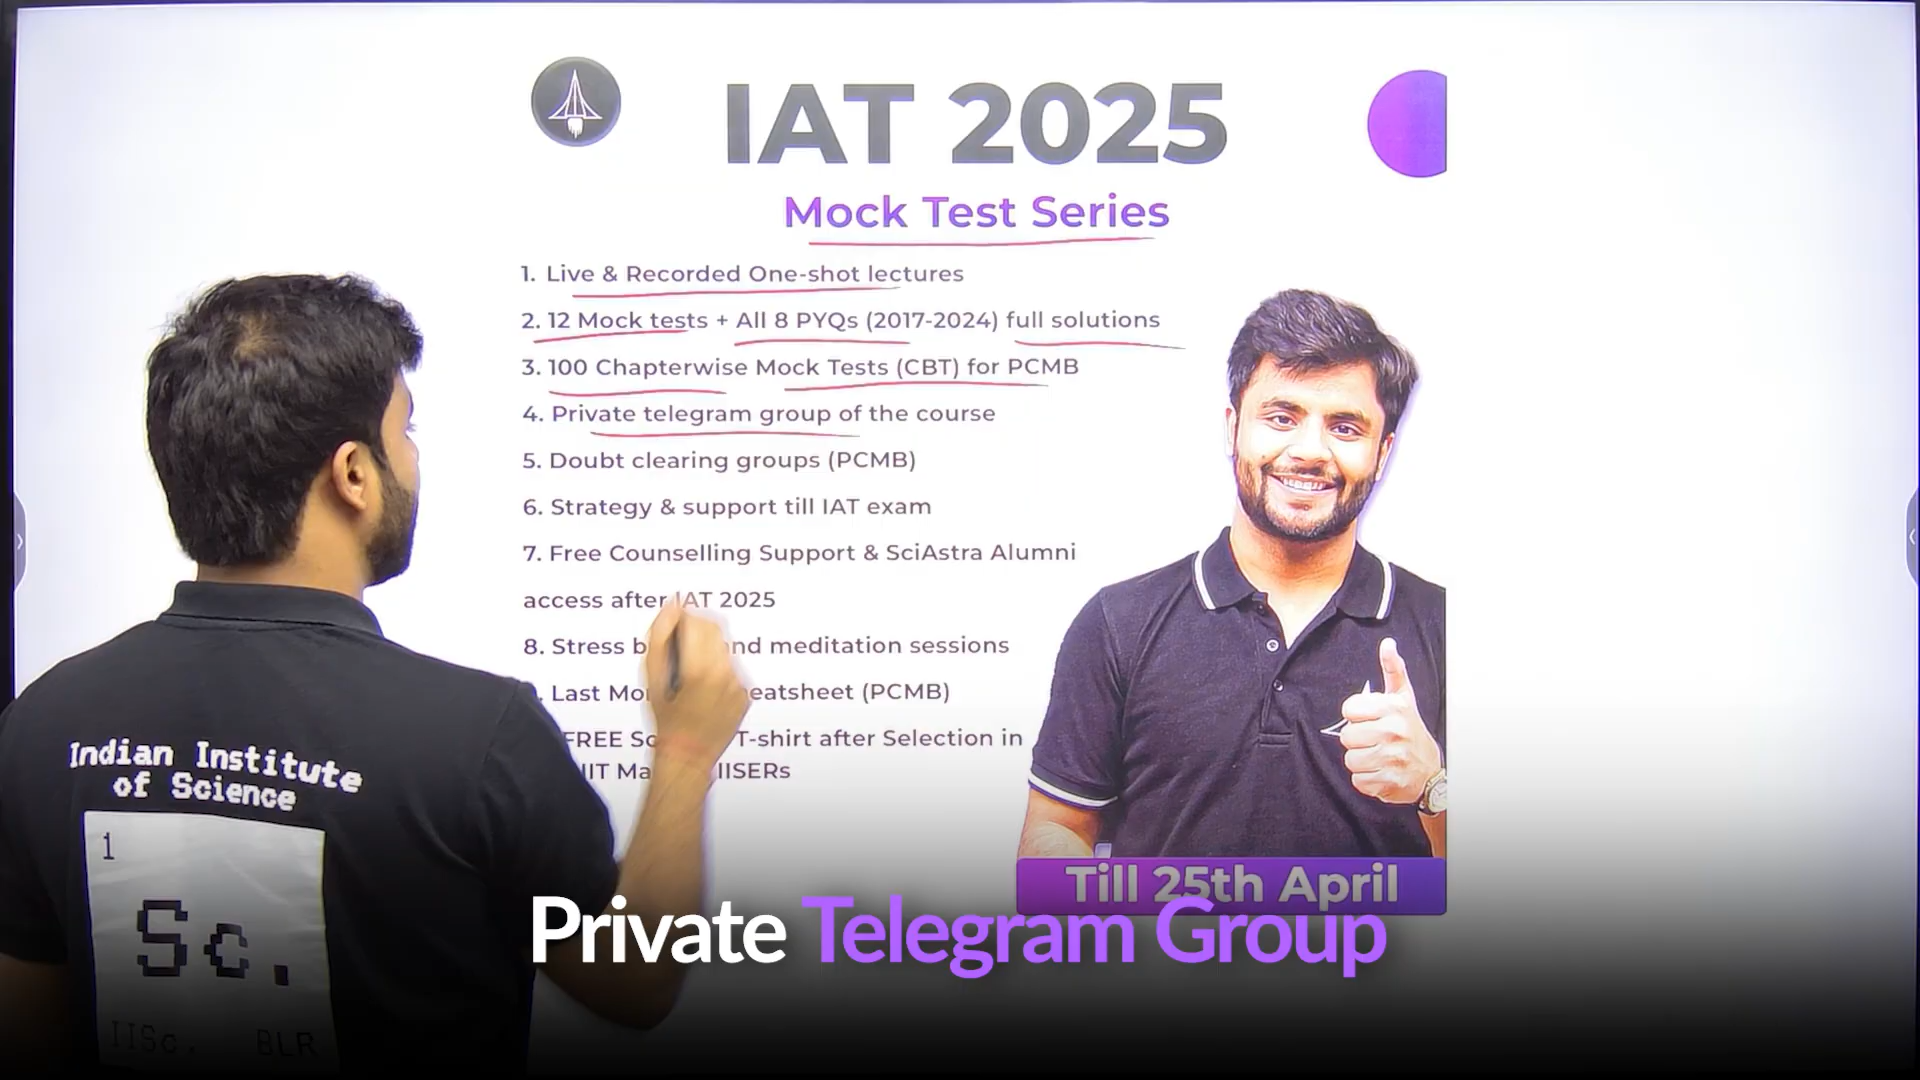 IAT 2025
Mock Test Series
1. Live & Recorded One-shot lectures
2. 12 Mock tests + All 8 PYQs (2017-2024) full solutions
3. 100 Chapterwise Mock Tests (CBT) for PCMB
4. Private telegram group of the course
5. Doubt clearing groups (PCMB)
6. Strategy & support till IAT exam
7. Free Counselling Support & SciAstra Alumni
access after IAT 2025
8. Stress and meditation sessions
Last (PCMB)
FREE T-shirt after Selection in
IISERs
Till 25th April
Private Telegram Group
Indian Institute
of Science
1
Sc.
IISc. BLR